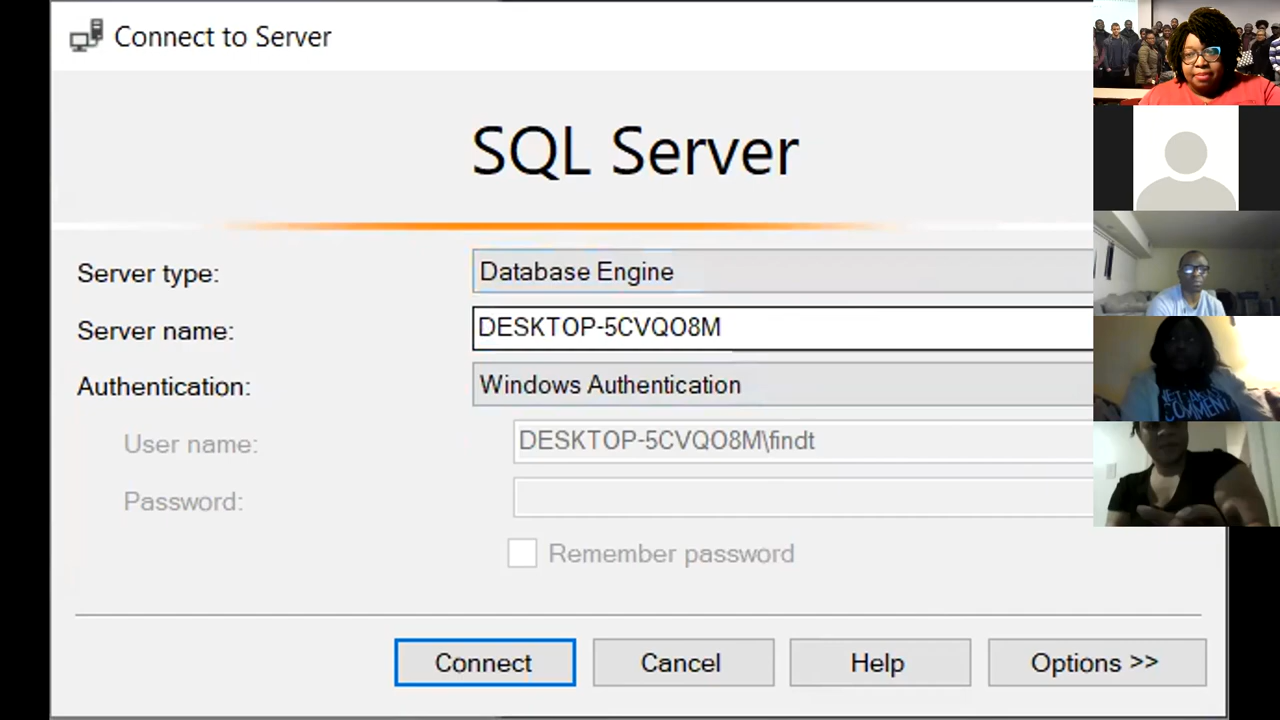 Connect to Server
SQL Server
Server type:
Database Engine
Server name:
DESKTOP-5CVQO8M
Authentication:
Windows Authentication
User name:
DESKTOP-5CVQO8M\findt
Password:
Remember password
Connect
Cancel
Help
Options >>
COMMENT